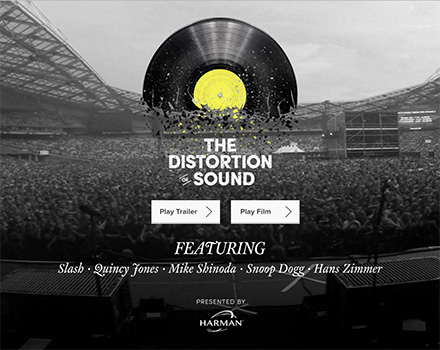 THE
DISTORTION
OF SOUND
Play Trailer
Play Film
FEATURING
Slash · Quincy Jones · Mike Shinoda · Snoop Dogg · Hans Zimmer
PRESENTED BY
HARMAN